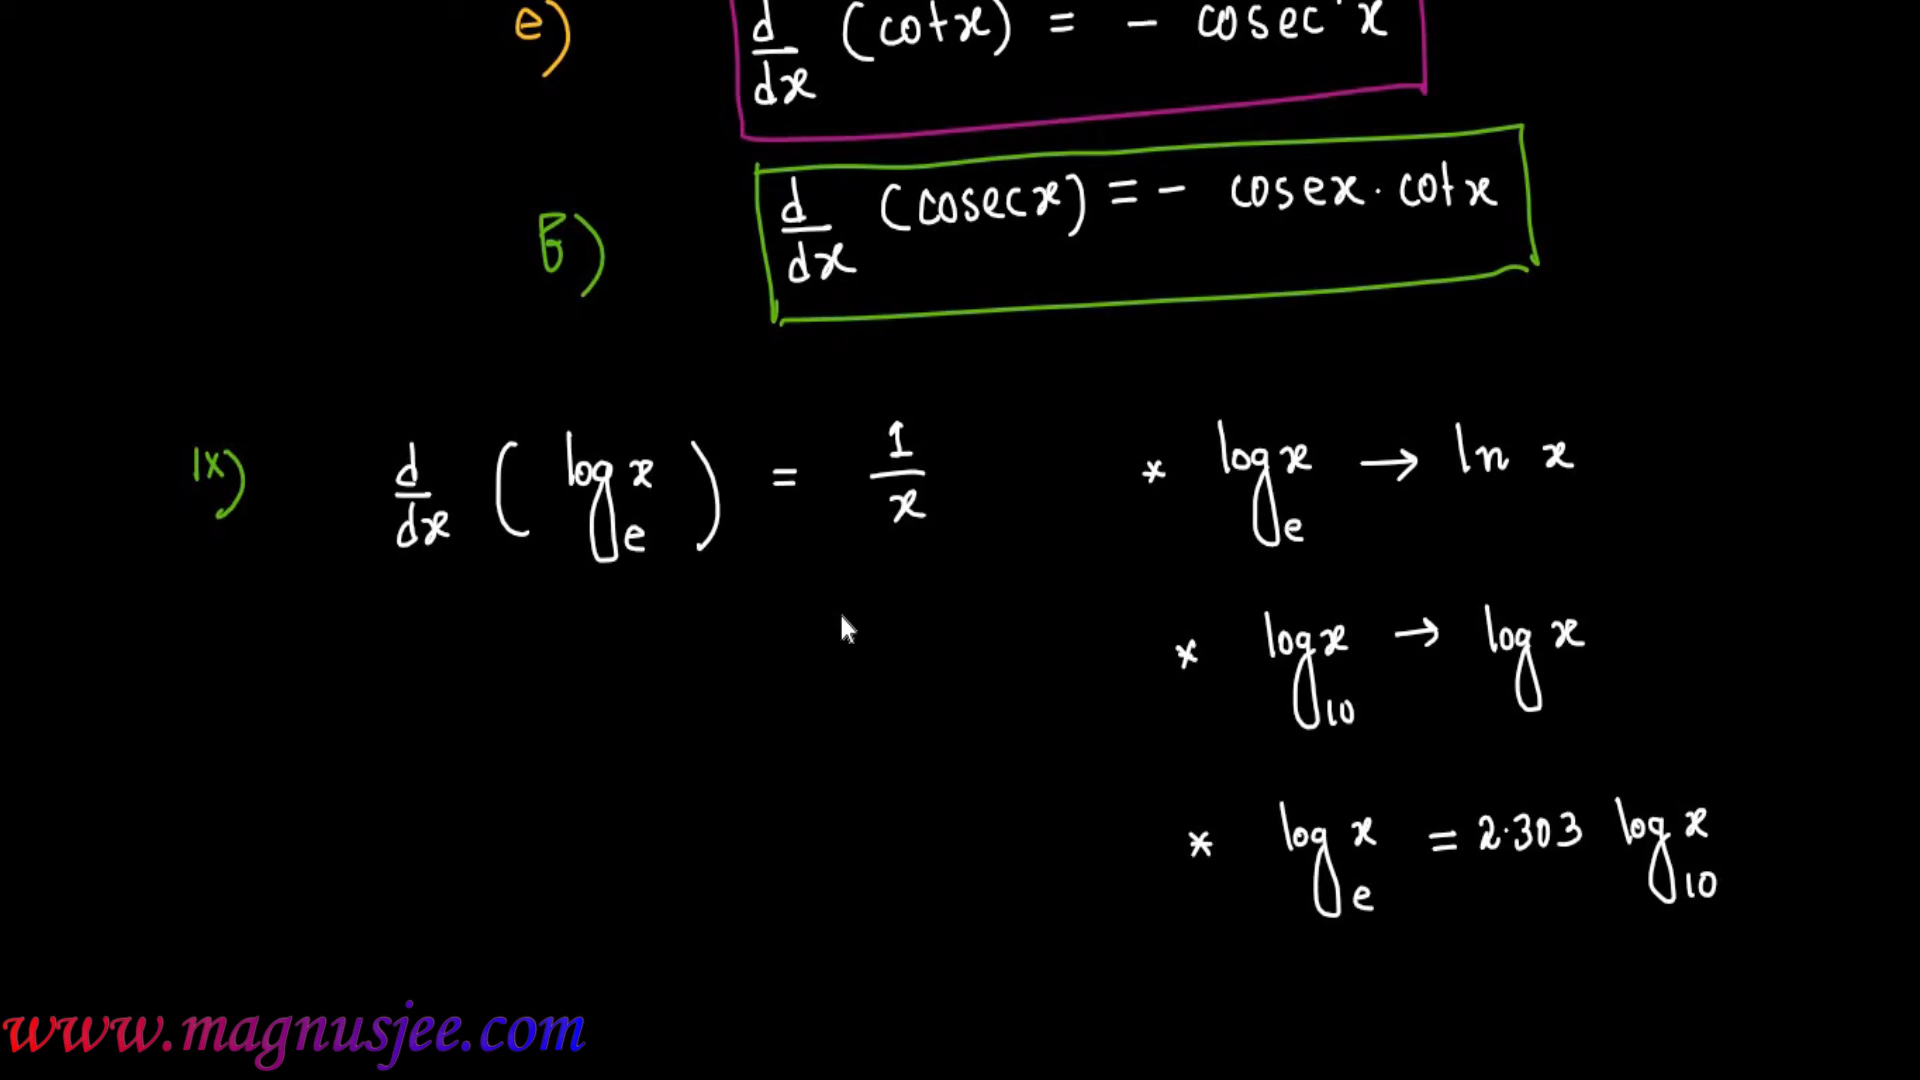 e) d/dx (cotx) = - cosec²x
d/dx (cosecx) = - cosex . cotx
IX) d/dx ( log_e x ) = 1/x
* log_e x → ln x
* log_10 x → log x
* log_e x = 2.303 log_10 x
www.magnusjee.com